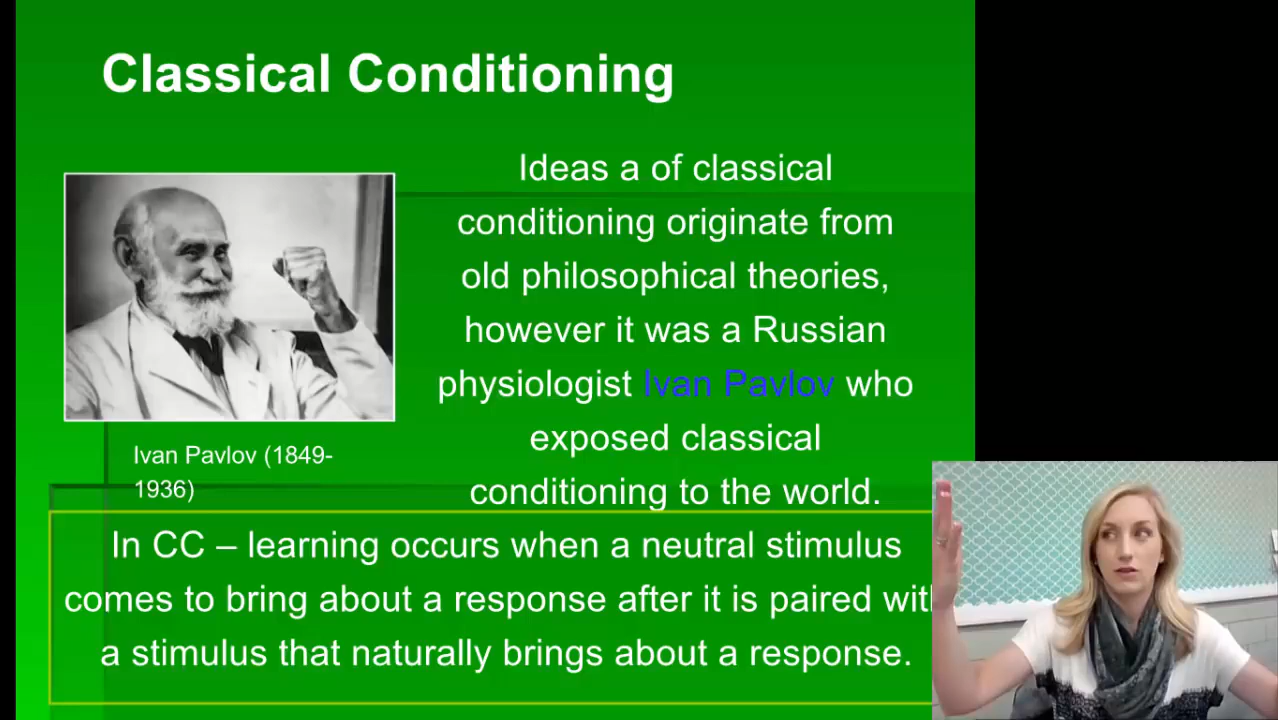 Classical Conditioning
Ideas a of classical
conditioning originate from
old philosophical theories,
however it was a Russian
physiologist Ivan Pavlov who
exposed classical
conditioning to the world.
Ivan Pavlov (1849-
1936)
In CC – learning occurs when a neutral stimulus
comes to bring about a response after it is paired with
a stimulus that naturally brings about a response.